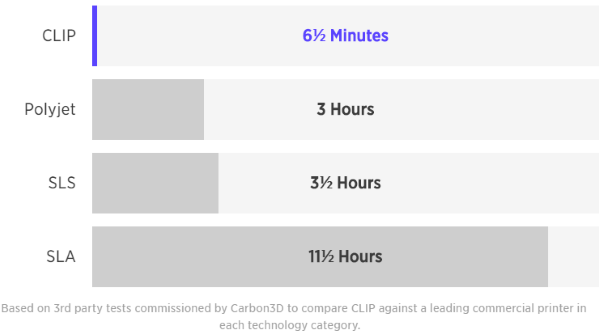 CLIP 6½ Minutes
Polyjet 3 Hours
SLS 3½ Hours
SLA 11½ Hours
Based on 3rd party tests commissioned by Carbon3D to compare CLIP against a leading commercial printer in
each technology category.